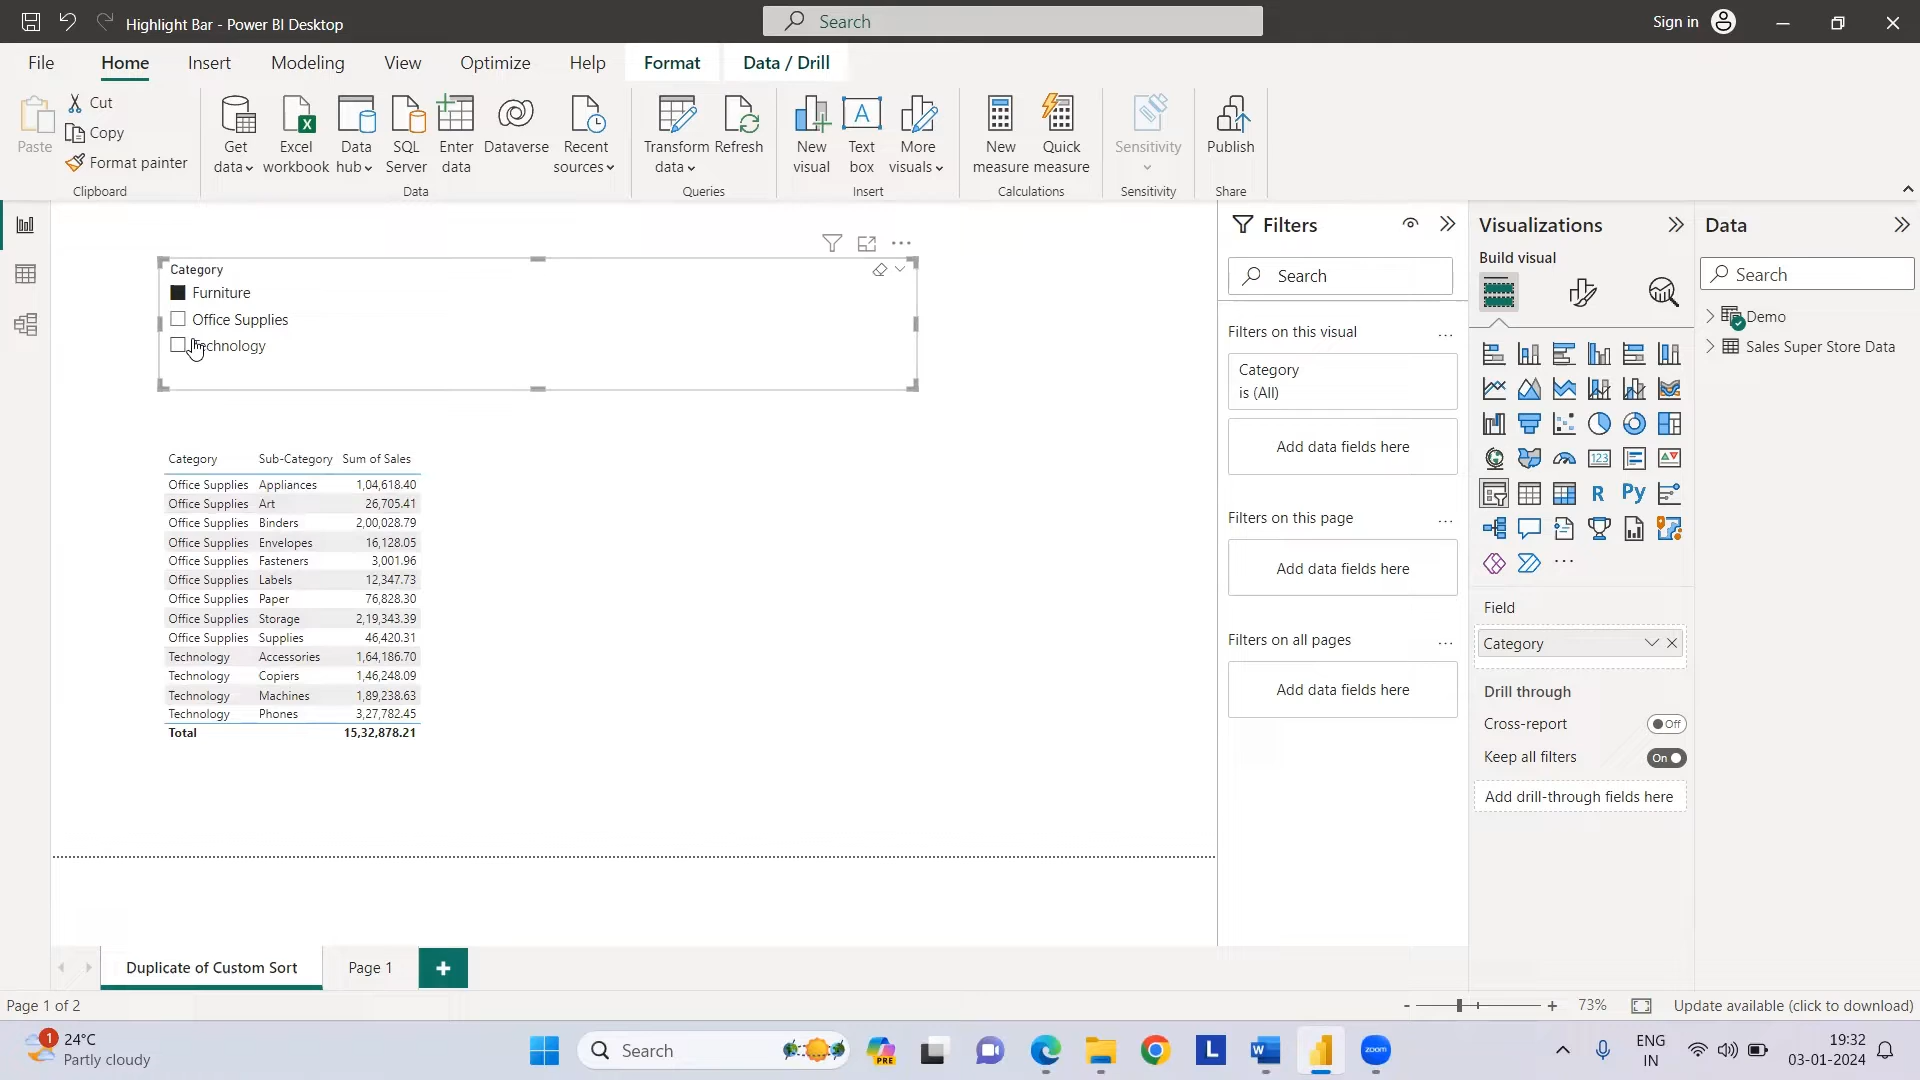 Highlight Bar - Power BI Desktop
Search
Sign in
File Home Insert Modeling View Optimize Help Format Data / Drill
Paste
Cut
Copy
Format painter
Clipboard
Get data
Excel workbook
Data hub
SQL Server
Enter data
Dataverse
Recent sources
Data
Transform data
Refresh
Queries
New visual
Text box
More visuals
Insert
New measure
Quick measure
Calculations
Sensitivity
Sensitivity
Publish
Share
Category
Furniture
Office Supplies
Technology
Category Sub-Category Sum of Sales
Office Supplies Appliances 1,04,618.40
Office Supplies Art 26,705.41
Office Supplies Binders 2,00,028.79
Office Supplies Envelopes 16,128.05
Office Supplies Fasteners 3,001.96
Office Supplies Labels 12,347.73
Office Supplies Paper 76,828.30
Office Supplies Storage 2,19,343.39
Office Supplies Supplies 46,420.31
Technology Accessories 1,64,186.70
Technology Copiers 1,46,248.09
Technology Machines 1,89,238.63
Technology Phones 3,27,782.45
Total 15,32,878.21
Filters
Search
Filters on this visual ...
Category
is (All)
Add data fields here
Filters on this page ...
Add data fields here
Filters on all pages ...
Add data fields here
Visualizations
Build visual
123
R
Py
...
Field
Category
Drill through
Cross-report Off
Keep all filters On
Add drill-through fields here
Data
Search
Demo
Sales Super Store Data
Duplicate of Custom Sort
Page 1
+
Page 1 of 2
- + 73%
Update available (click to download)
1
24°C
Partly cloudy
Search
PRE
L
W
zoom
ENG
IN
19:32
03-01-2024